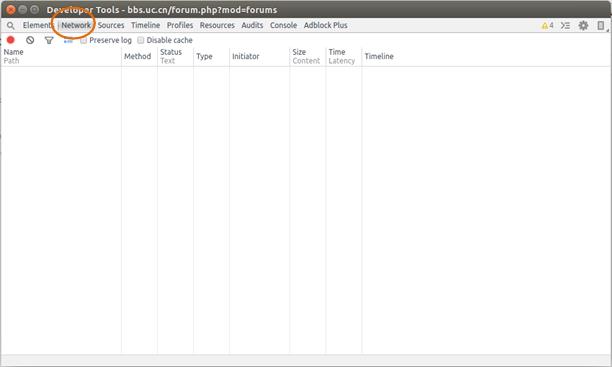 Developer Tools - bbs.uc.cn/forum.php?mod=forums
Elements Network Sources Timeline Profiles Resources Audits Console Adblock Plus 4
Preserve log Disable cache
Name Method Status Type Initiator Size Time Timeline
Path Text Content Latency